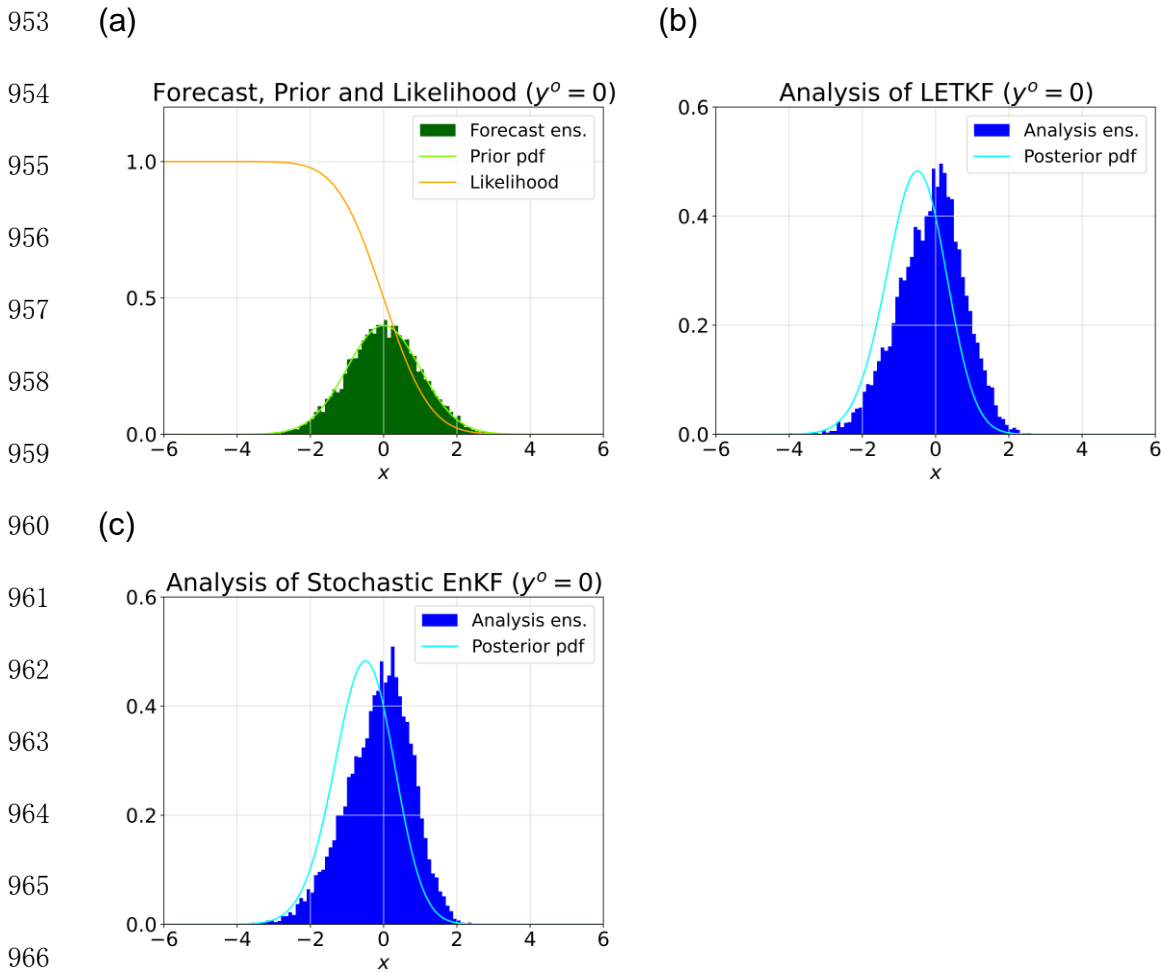 953 (a) (b)
954 Forecast, Prior and Likelihood (y^o = 0) Analysis of LETKF (y^o = 0)
0.6
Forecast ens. Analysis ens.
Prior pdf Posterior pdf
955 1.0
Likelihood
956 0.4
957 0.5
958 0.2
959 0.0 0.0
−6 −4 −2 0 2 4 6 −6 −4 −2 0 2 4 6
x x
960 (c)
Analysis of Stochastic EnKF (y^o = 0)
961 0.6
Analysis ens.
Posterior pdf
962
0.4
963
964 0.2
965
0.0
−6 −4 −2 0 2 4 6
966 x